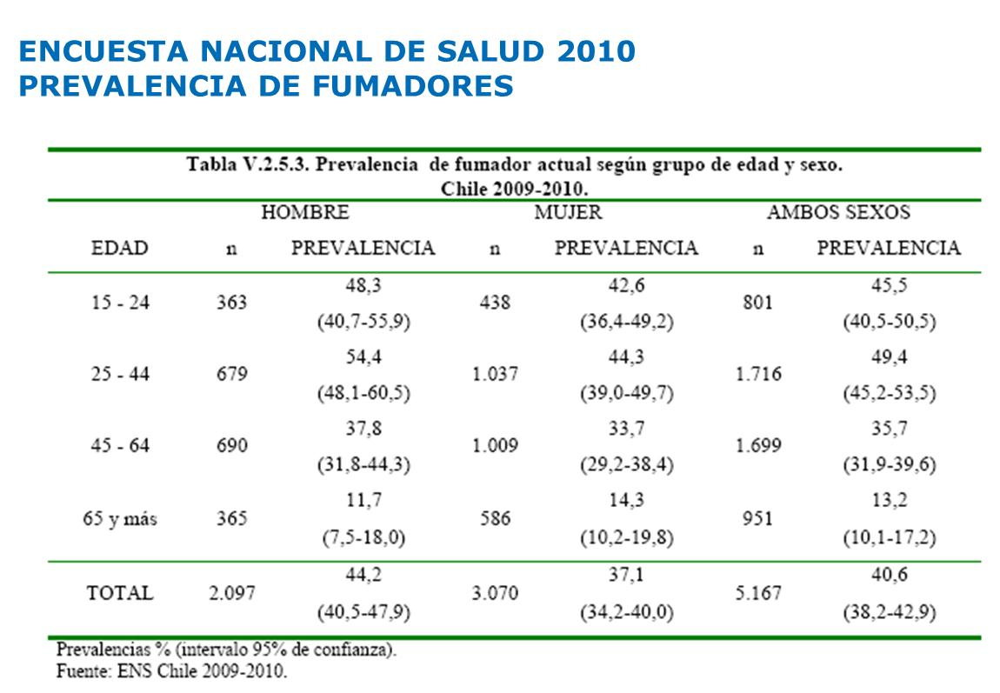 ENCUESTA NACIONAL DE SALUD 2010
PREVALENCIA DE FUMADORES
Tabla V.2.5.3. Prevalencia de fumador actual según grupo de edad y sexo.
Chile 2009-2010.
HOMBRE MUJER AMBOS SEXOS
EDAD n PREVALENCIA n PREVALENCIA n PREVALENCIA
48,3 42,6 45,5
15 - 24 363 438 801
(40,7-55,9) (36,4-49,2) (40,5-50,5)
54,4 44,3 49,4
25 - 44 679 1.037 1.716
(48,1-60,5) (39,0-49,7) (45,2-53,5)
37,8 33,7 35,7
45 - 64 690 1.009 1.699
(31,8-44,3) (29,2-38,4) (31,9-39,6)
11,7 14,3 13,2
65 y más 365 586 951
(7,5-18,0) (10,2-19,8) (10,1-17,2)
44,2 37,1 40,6
TOTAL 2.097 3.070 5.167
(40,5-47,9) (34,2-40,0) (38,2-42,9)
Prevalencias % (intervalo 95% de confianza).
Fuente: ENS Chile 2009-2010.